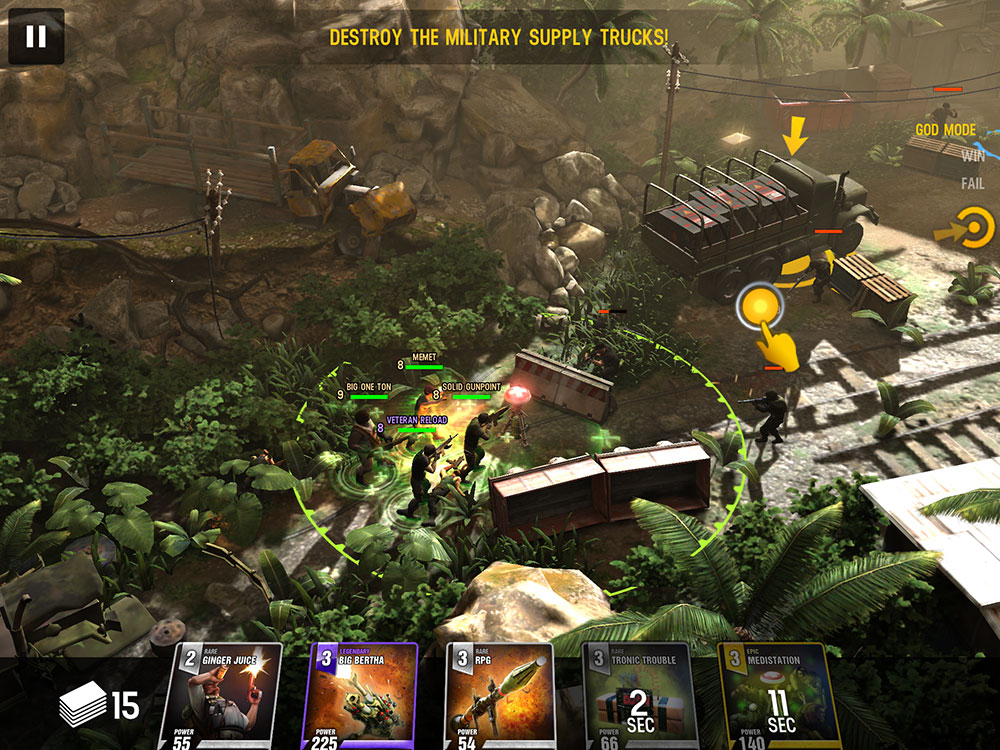 DESTROY THE MILITARY SUPPLY TRUCKS!
GOD MODE
WIN
FAIL
MEMET
8
BIG ONE TON
9
SOLID GUNPOINT
8
VETERAN RELOAD
8
15
2
RARE
GINGER JUICE
POWER
55
3
LEGENDARY
BIG BERTHA
POWER
225
3
RARE
RPG
POWER
54
3
RARE
TRONIC TROUBLE
2
SEC
POWER
66
3
EPIC
MEDISTATION
11
SEC
POWER
140